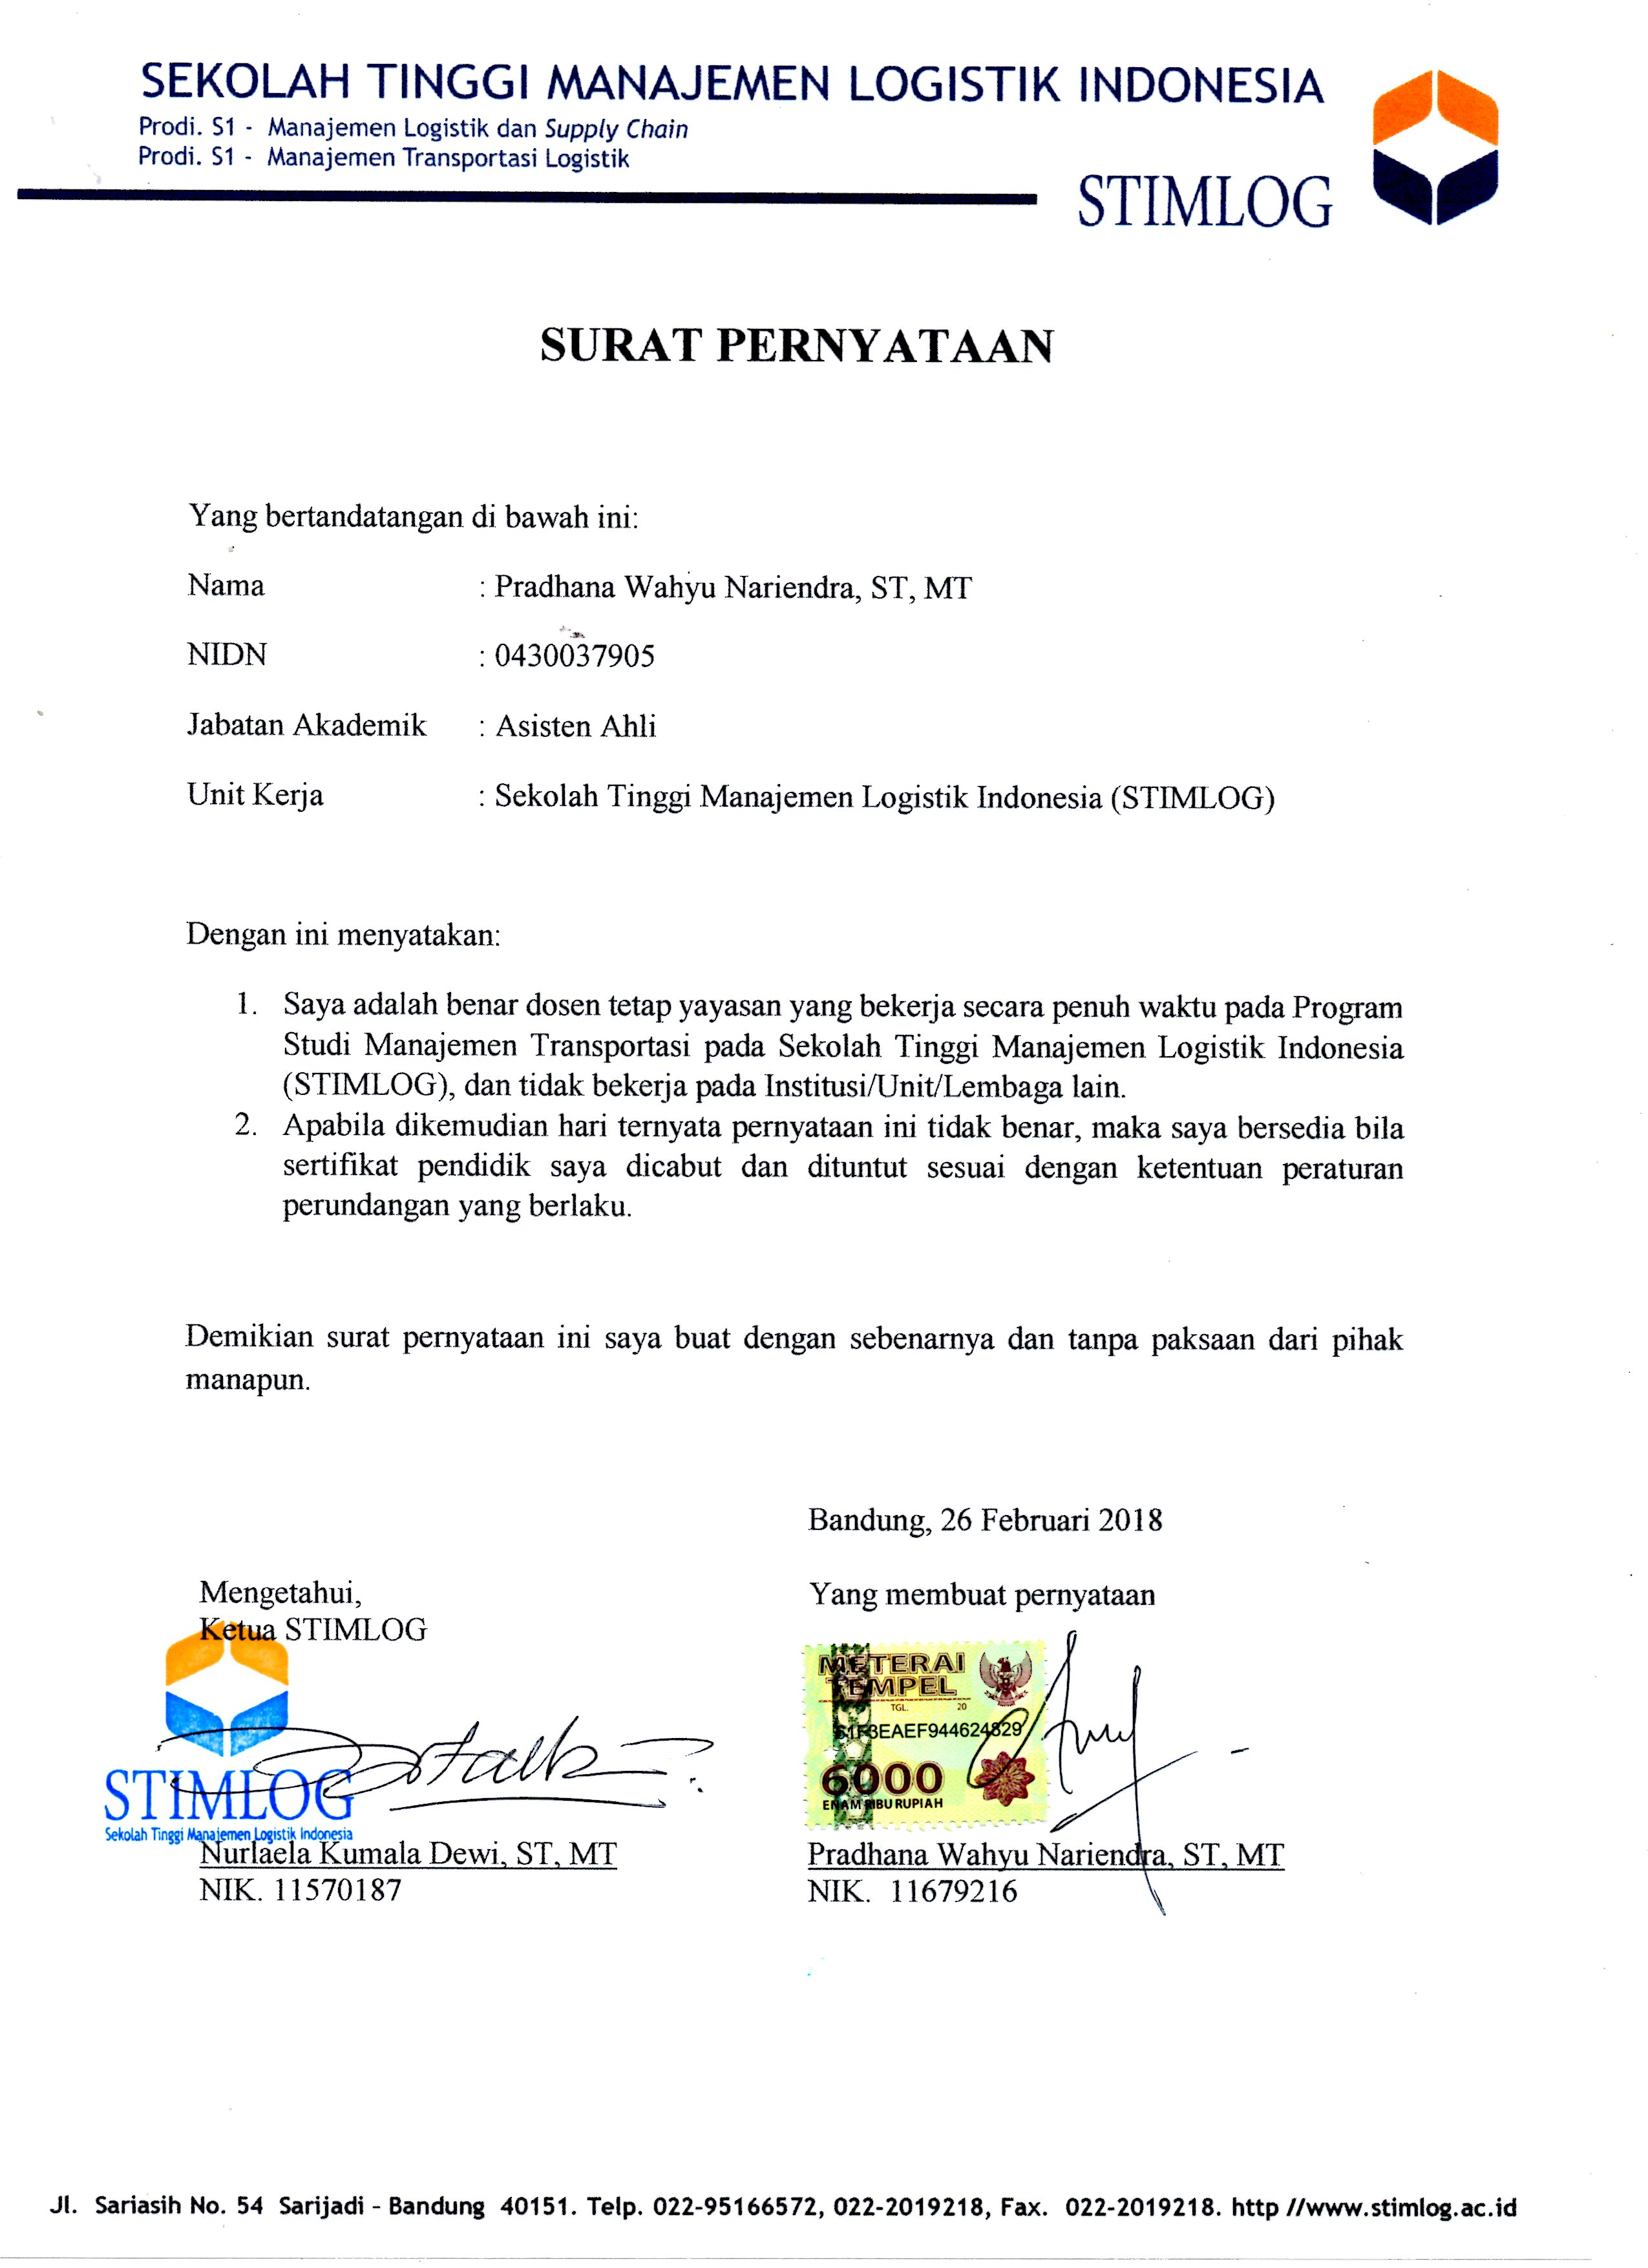 SEKOLAH TINGGI MANAJEMEN LOGISTIK INDONESIA
Prodi. S1 - Manajemen Logistik dan Supply Chain
Prodi. S1 - Manajemen Transportasi Logistik
STIMLOG
SURAT PERNYATAAN
Yang bertandatangan di bawah ini:
Nama : Pradhana Wahyu Nariendra, ST, MT
NIDN : 0430037905
Jabatan Akademik : Asisten Ahli
Unit Kerja : Sekolah Tinggi Manajemen Logistik Indonesia (STIMLOG)
Dengan ini menyatakan:
1. Saya adalah benar dosen tetap yayasan yang bekerja secara penuh waktu pada Program
Studi Manajemen Transportasi pada Sekolah Tinggi Manajemen Logistik Indonesia
(STIMLOG), dan tidak bekerja pada Institusi/Unit/Lembaga lain.
2. Apabila dikemudian hari ternyata pernyataan ini tidak benar, maka saya bersedia bila
sertifikat pendidik saya dicabut dan dituntut sesuai dengan ketentuan peraturan
perundangan yang berlaku.
Demikian surat pernyataan ini saya buat dengan sebenarnya dan tanpa paksaan dari pihak
manapun.
Bandung, 26 Februari 2018
Mengetahui,
Ketua STIMLOG
Yang membuat pernyataan
METERAI
TEMPEL
TGL. 20
6000
ENAM RIBU RUPIAH
STIMLOG
Sekolah Tinggi Manajemen Logistik Indonesia
Nurlaela Kumala Dewi, ST, MT
NIK. 11570187
Pradhana Wahyu Nariendra, ST, MT
NIK. 11679216
Jl. Sariasih No. 54 Sarijadi - Bandung 40151. Telp. 022-95166572, 022-2019218, Fax. 022-2019218. http //www.stimlog.ac.id